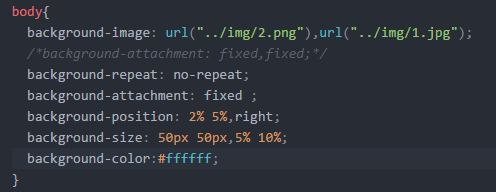 body{
background-image: url("../img/2.png"),url("../img/1.jpg");
/*background-attachment: fixed,fixed;*/
background-repeat: no-repeat;
background-attachment: fixed ;
background-position: 2% 5%,right;
background-size: 50px 50px,5% 10%;
background-color:#ffffff;
}